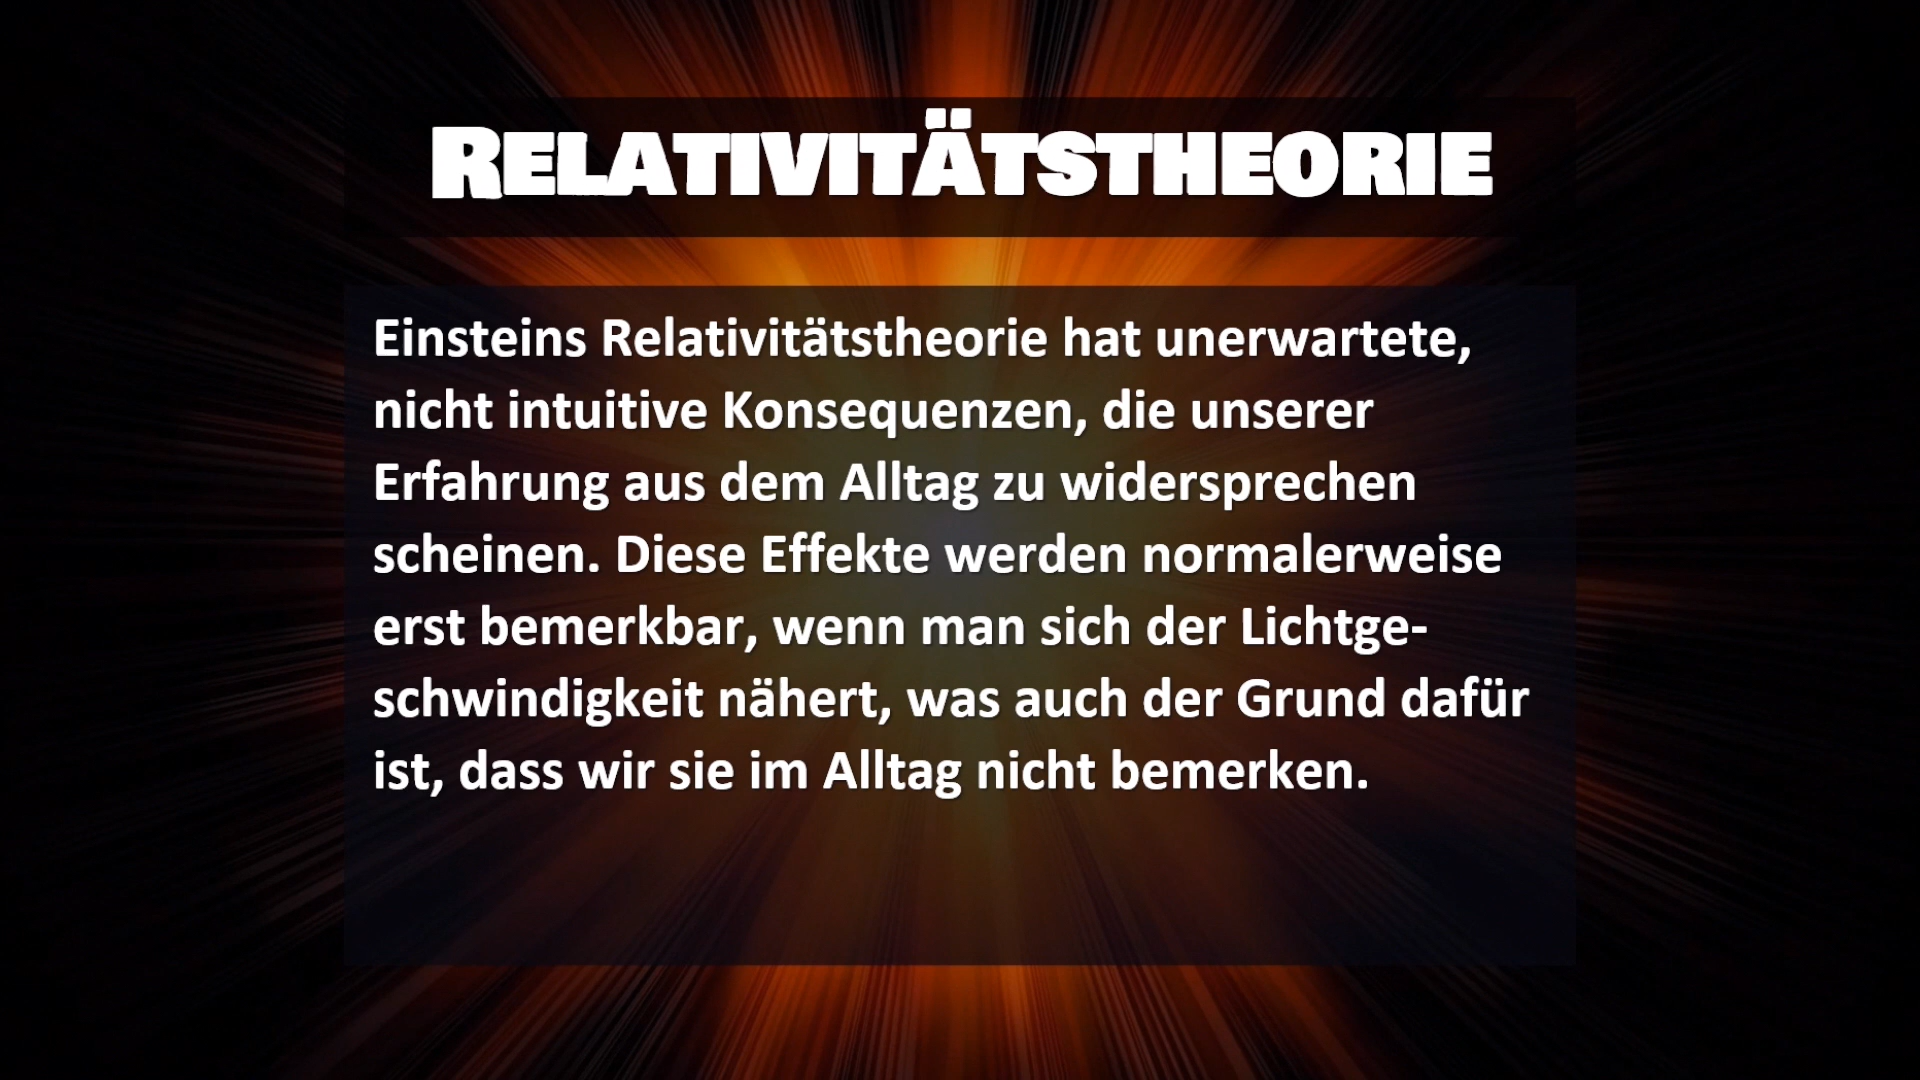 RELATIVITÄTSTHEORIE
Einsteins Relativitätstheorie hat unerwartete,
nicht intuitive Konsequenzen, die unserer
Erfahrung aus dem Alltag zu widersprechen
scheinen. Diese Effekte werden normalerweise
erst bemerkbar, wenn man sich der Lichtge-
schwindigkeit nähert, was auch der Grund dafür
ist, dass wir sie im Alltag nicht bemerken.